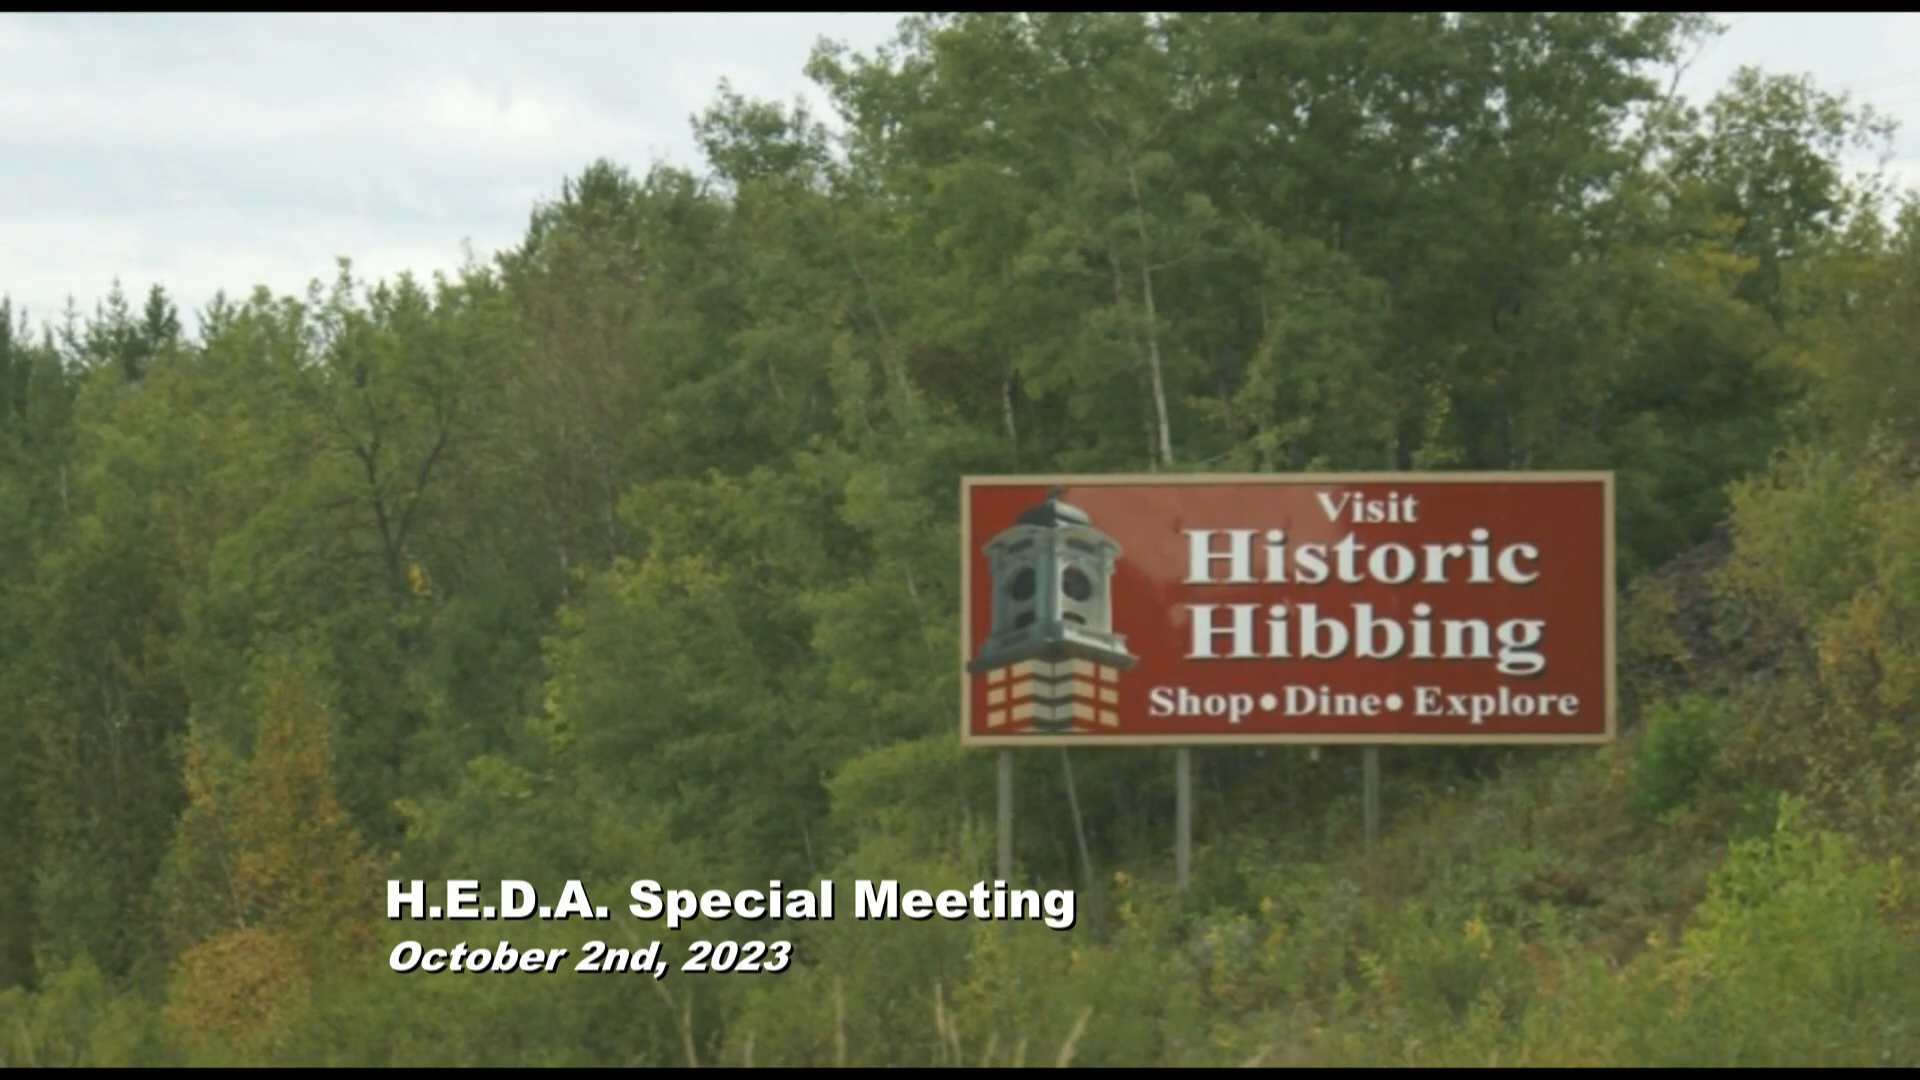 Visit
Historic
Hibbing
Shop • Dine • Explore
H.E.D.A. Special Meeting
October 2nd, 2023